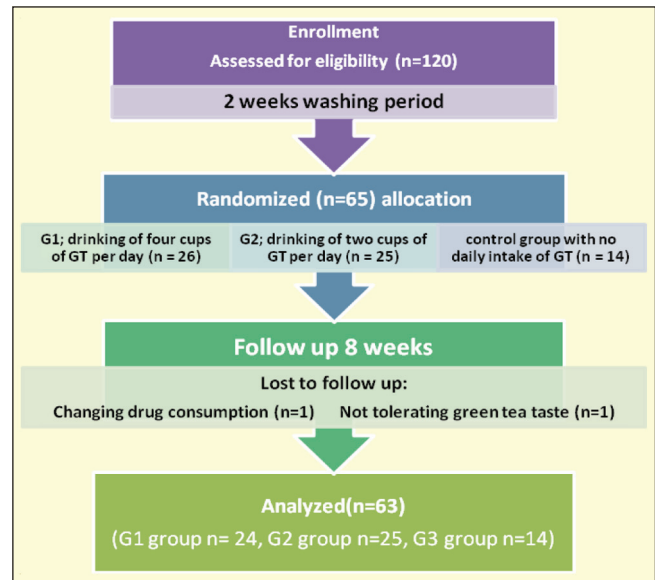 Enrollment
Assessed for eligibility (n=120)
2 weeks washing period
Randomized (n=65) allocation
G1; drinking of four cups
of GT per day (n = 26)
G2; drinking of two cups of
GT per day (n = 25)
control group with no
daily intake of GT (n = 14)
Follow up 8 weeks
Lost to follow up:
Changing drug consumption (n=1) Not tolerating green tea taste (n=1)
Analyzed(n=63)
(G1 group n= 24, G2 group n=25, G3 group n=14)